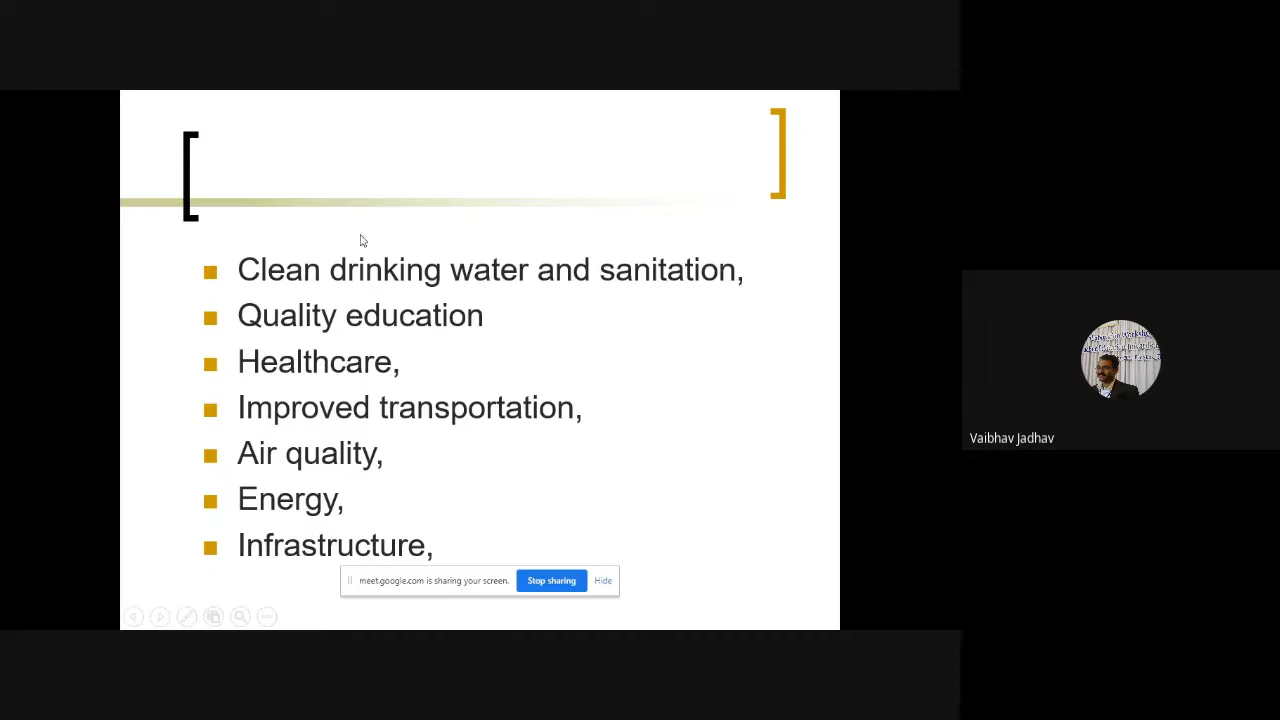 Clean drinking water and sanitation,
Quality education
Healthcare,
Improved transportation,
Air quality,
Energy,
Infrastructure,
meet.google.com is sharing your screen. Stop sharing Hide
Vaibhav Jadhav